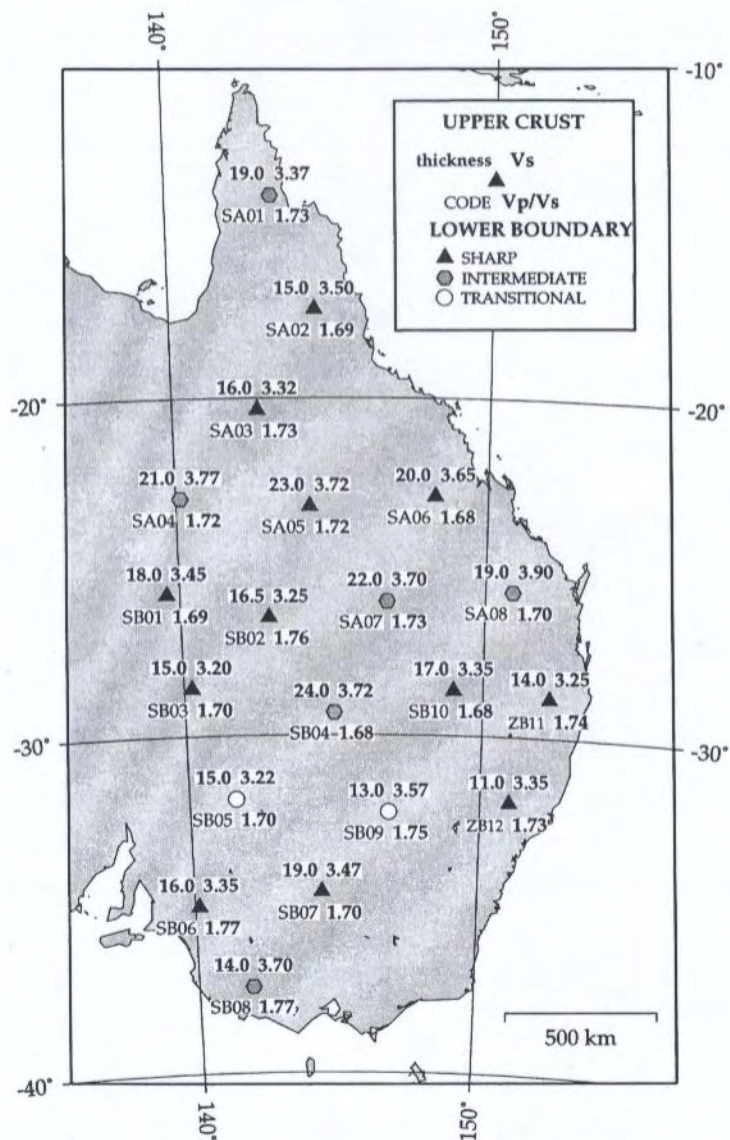 140°
150°
-10°
UPPER CRUST
thickness Vs
CODE Vp/Vs
LOWER BOUNDARY
SHARP
INTERMEDIATE
TRANSITIONAL
19.0 3.37
SA01 1.73
15.0 3.50
SA02 1.69
-20°
-20°
16.0 3.32
SA03 1.73
21.0 3.77
SA04 1.72
23.0 3.72
SA05 1.72
20.0 3.65
SA06 1.68
18.0 3.45
SB01 1.69
16.5 3.25
SB02 1.76
22.0 3.70
SA07 1.73
19.0 3.90
SA08 1.70
15.0 3.20
SB03 1.70
24.0 3.72
SB04 1.68
17.0 3.35
SB10 1.68
14.0 3.25
ZB11 1.74
-30°
-30°
15.0 3.22
SB05 1.70
13.0 3.57
SB09 1.75
11.0 3.35
ZB12 1.73
16.0 3.35
SB06 1.77
19.0 3.47
SB07 1.70
14.0 3.70
SB08 1.77
500 km
-40°
140°
150°